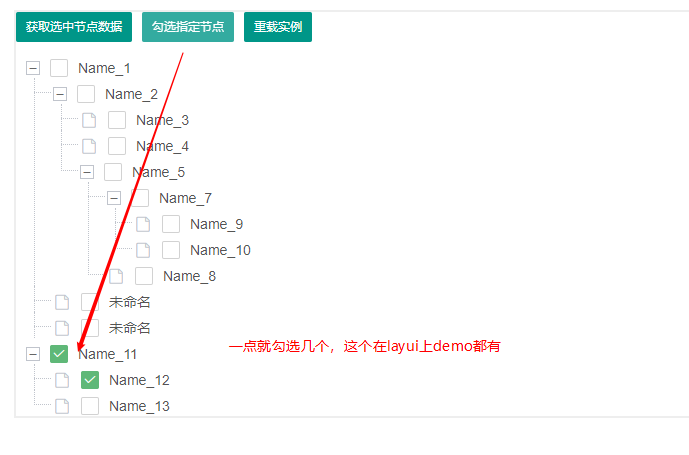 获取选中节点数据 勾选指定节点 重载实例
Name_1
Name_2
Name_3
Name_4
Name_5
Name_7
Name_9
Name_10
Name_8
未命名
未命名
一点就勾选几个，这个在layui上demo都有
Name_11
Name_12
Name_13